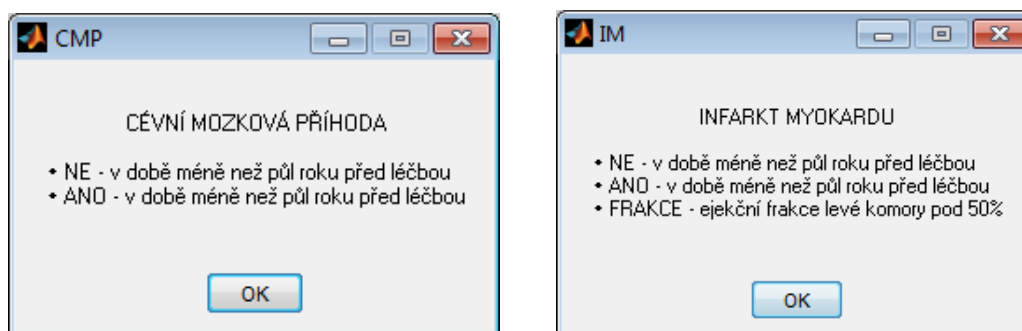 CMP
CÉVNÍ MOZKOVÁ PŘÍHODA
• NE - v době méně než půl roku před léčbou
• ANO - v době méně než půl roku před léčbou
OK
IM
INFARKT MYOKARDU
• NE - v době méně než půl roku před léčbou
• ANO - v době méně než půl roku před léčbou
• FRAKCE - ejekční frakce levé komory pod 50%
OK